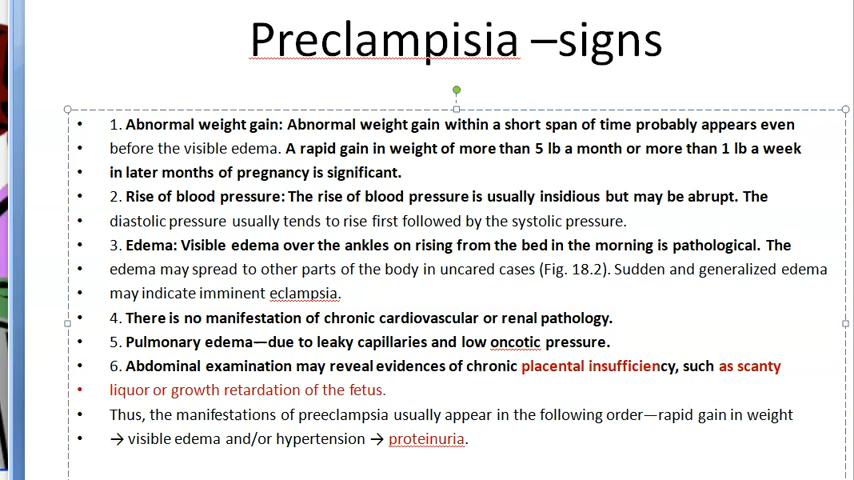 Preclampisia –signs
• 1. Abnormal weight gain: Abnormal weight gain within a short span of time probably appears even
• before the visible edema. A rapid gain in weight of more than 5 lb a month or more than 1 lb a week
• in later months of pregnancy is significant.
• 2. Rise of blood pressure: The rise of blood pressure is usually insidious but may be abrupt. The
• diastolic pressure usually tends to rise first followed by the systolic pressure.
• 3. Edema: Visible edema over the ankles on rising from the bed in the morning is pathological. The
• edema may spread to other parts of the body in uncared cases (Fig. 18.2). Sudden and generalized edema
• may indicate imminent eclampsia.
• 4. There is no manifestation of chronic cardiovascular or renal pathology.
• 5. Pulmonary edema—due to leaky capillaries and low oncotic pressure.
• 6. Abdominal examination may reveal evidences of chronic placental insufficiency, such as scanty
• liquor or growth retardation of the fetus.
• Thus, the manifestations of preeclampsia usually appear in the following order—rapid gain in weight
• → visible edema and/or hypertension → proteinuria.